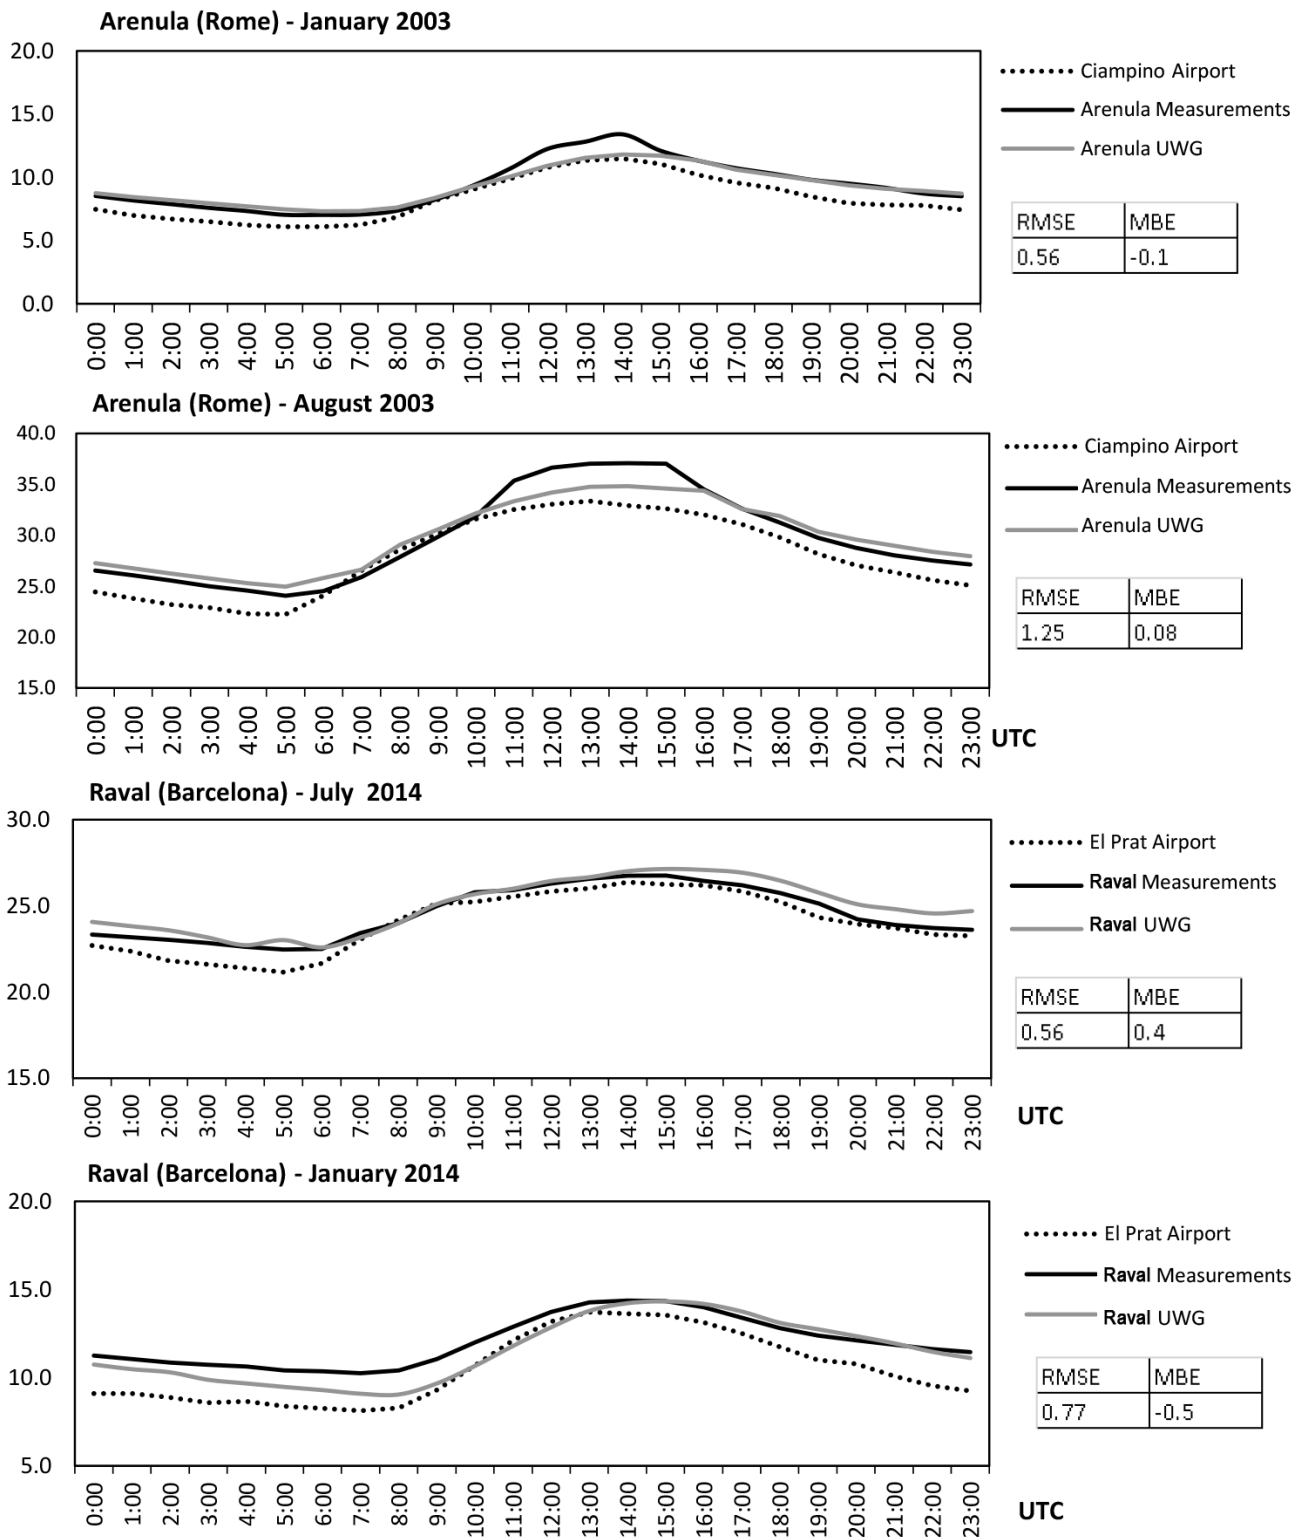 Arenula (Rome) - January 2003
20.0
15.0
10.0
5.0
0.0
0:00 1:00 2:00 3:00 4:00 5:00 6:00 7:00 8:00 9:00 10:00 11:00 12:00 13:00 14:00 15:00 16:00 17:00 18:00 19:00 20:00 21:00 22:00 23:00
Ciampino Airport
Arenula Measurements
Arenula UWG
RMSE MBE
0.56 -0.1
Arenula (Rome) - August 2003
40.0
35.0
30.0
25.0
20.0
15.0
0:00 1:00 2:00 3:00 4:00 5:00 6:00 7:00 8:00 9:00 10:00 11:00 12:00 13:00 14:00 15:00 16:00 17:00 18:00 19:00 20:00 21:00 22:00 23:00
UTC
Ciampino Airport
Arenula Measurements
Arenula UWG
RMSE MBE
1.25 0.08
Raval (Barcelona) - July 2014
30.0
25.0
20.0
15.0
0:00 1:00 2:00 3:00 4:00 5:00 6:00 7:00 8:00 9:00 10:00 11:00 12:00 13:00 14:00 15:00 16:00 17:00 18:00 19:00 20:00 21:00 22:00 23:00
UTC
El Prat Airport
Raval Measurements
Raval UWG
RMSE MBE
0.56 0.4
Raval (Barcelona) - January 2014
20.0
15.0
10.0
5.0
0:00 1:00 2:00 3:00 4:00 5:00 6:00 7:00 8:00 9:00 10:00 11:00 12:00 13:00 14:00 15:00 16:00 17:00 18:00 19:00 20:00 21:00 22:00 23:00
UTC
El Prat Airport
Raval Measurements
Raval UWG
RMSE MBE
0.77 -0.5